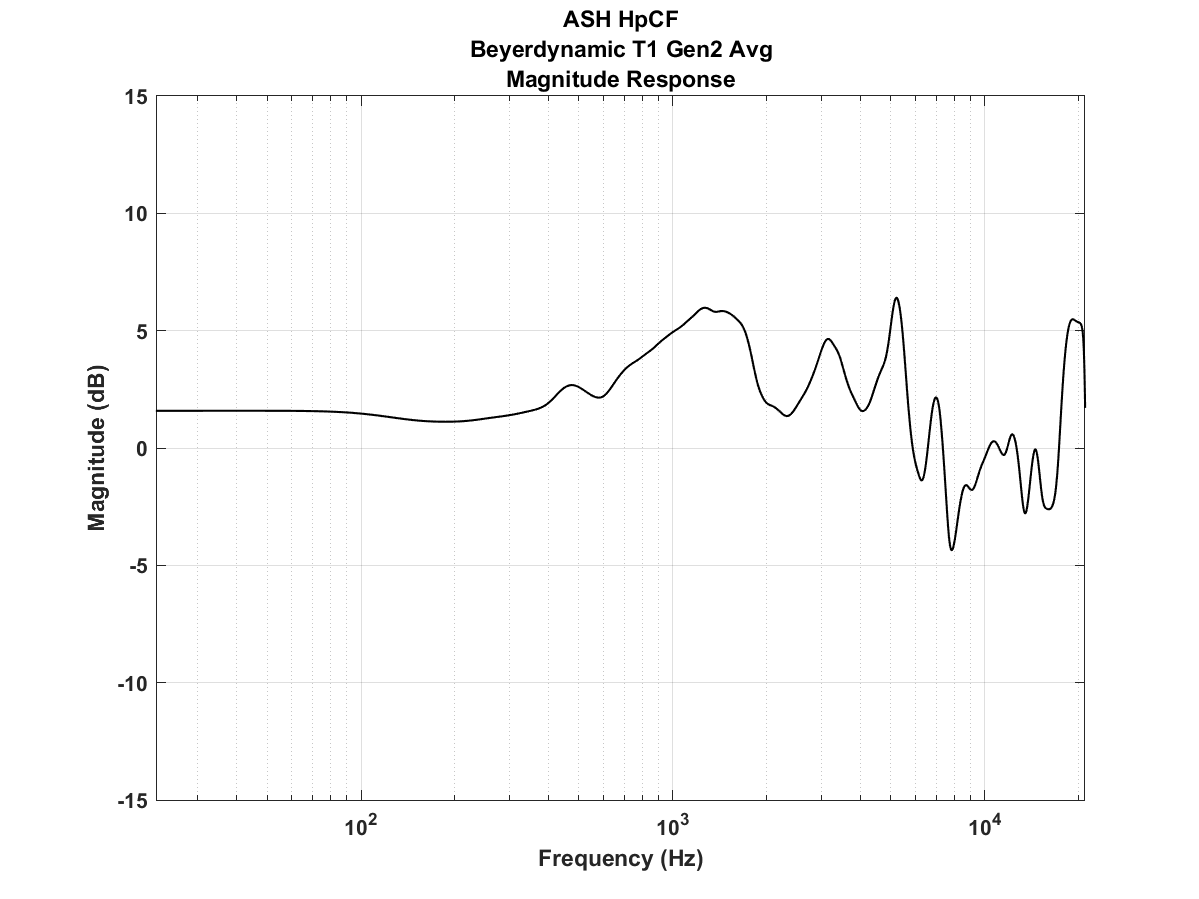 ASH HpCF
Beyerdynamic T1 Gen2 Avg
Magnitude Response
15
10
5
0
-5
-10
-15
Magnitude (dB)
10² 10³ 10⁴
Frequency (Hz)